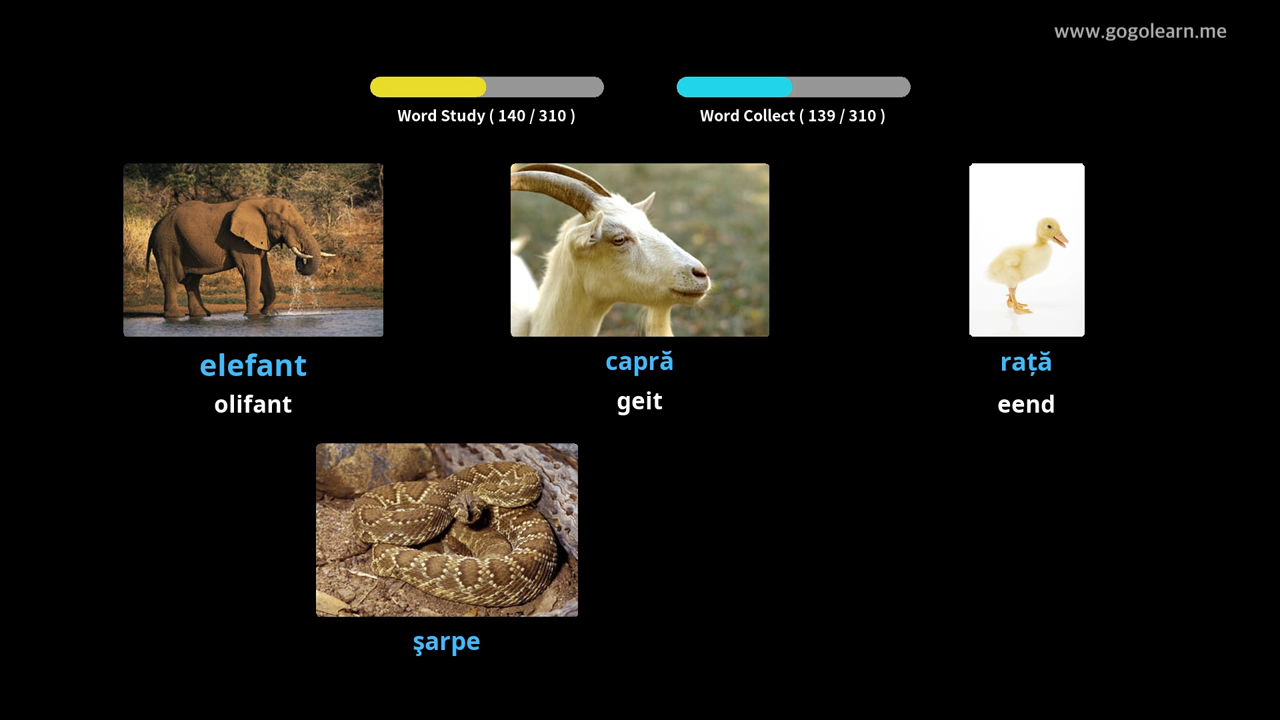 www.gogolearn.me
Word Study ( 140 / 310 )
Word Collect ( 139 / 310 )
elefant
olifant
capră
geit
rață
eend
şarpe